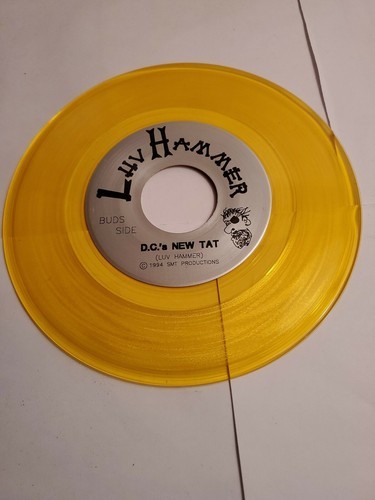 LUV HAMMER
BUDS
SIDE
D.C.'s NEW TAT
(LUV HAMMER)
© 1994 SMT PRODUCTIONS